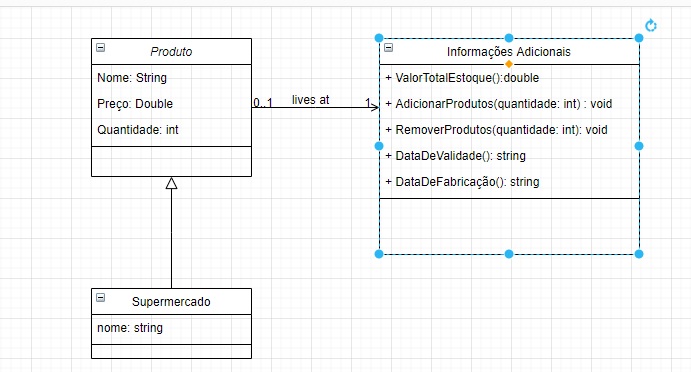 Produto
Nome: String
Preço: Double
Quantidade: int
0..1
lives at
1
Informações Adicionais
+ ValorTotalEstoque():double
+ AdicionarProdutos(quantidade: int) : void
+ RemoverProdutos(quantidade: int): void
+ DataDeValidade(): string
+ DataDeFabricação(): string
Supermercado
nome: string